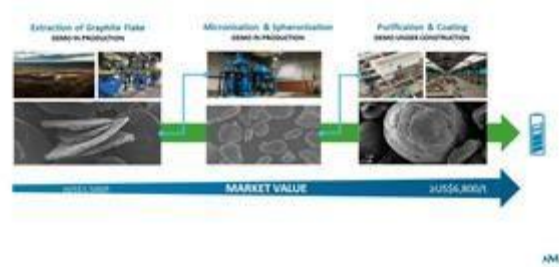 Extraction of Graphite Flake
DEMO IN PRODUCTION
Micronisation & Spheronisation
DEMO IN PRODUCTION
Purification & Coating
DEMO UNDER CONSTRUCTION
MARKET VALUE
≥US$6,800/t